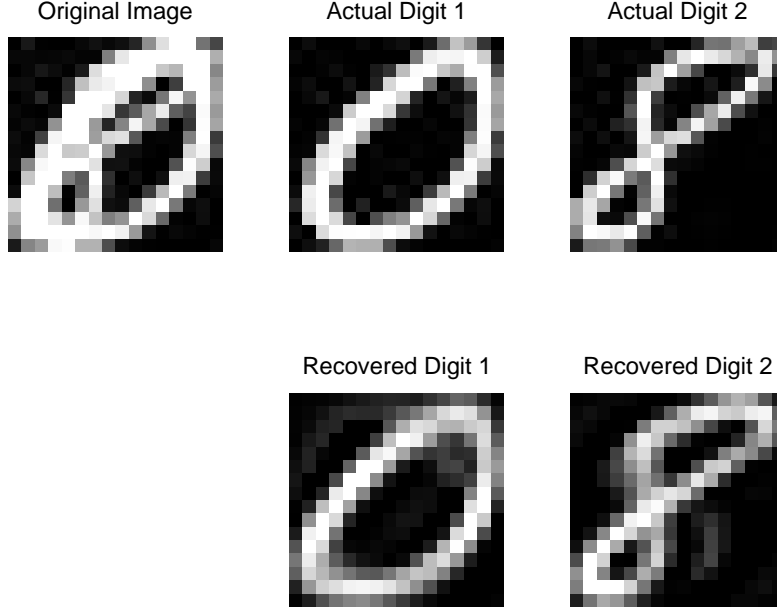 Original Image
Actual Digit 1
Actual Digit 2
Recovered Digit 1
Recovered Digit 2